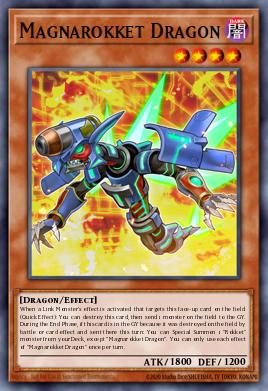 MAGNAROKKET DRAGON
DARK
闇
[DRAGON/EFFECT]
When a Link Monster's effect is activated that targets this face-up card on the field
(Quick Effect): You can destroy this card, then send 1 monster on the field to the GY.
During the End Phase, if this card is in the GY because it was destroyed on the field by
battle or card effect and sent there this turn: You can Special Summon 1 "Rokket"
monster from your Deck, except "Magnarokket Dragon". You can only use each effect
of "Magnarokket Dragon" once per turn.
ATK/1800 DEF/1200
©2020 Studio Dice/SHUEISHA, TV TOKYO, KONAMI